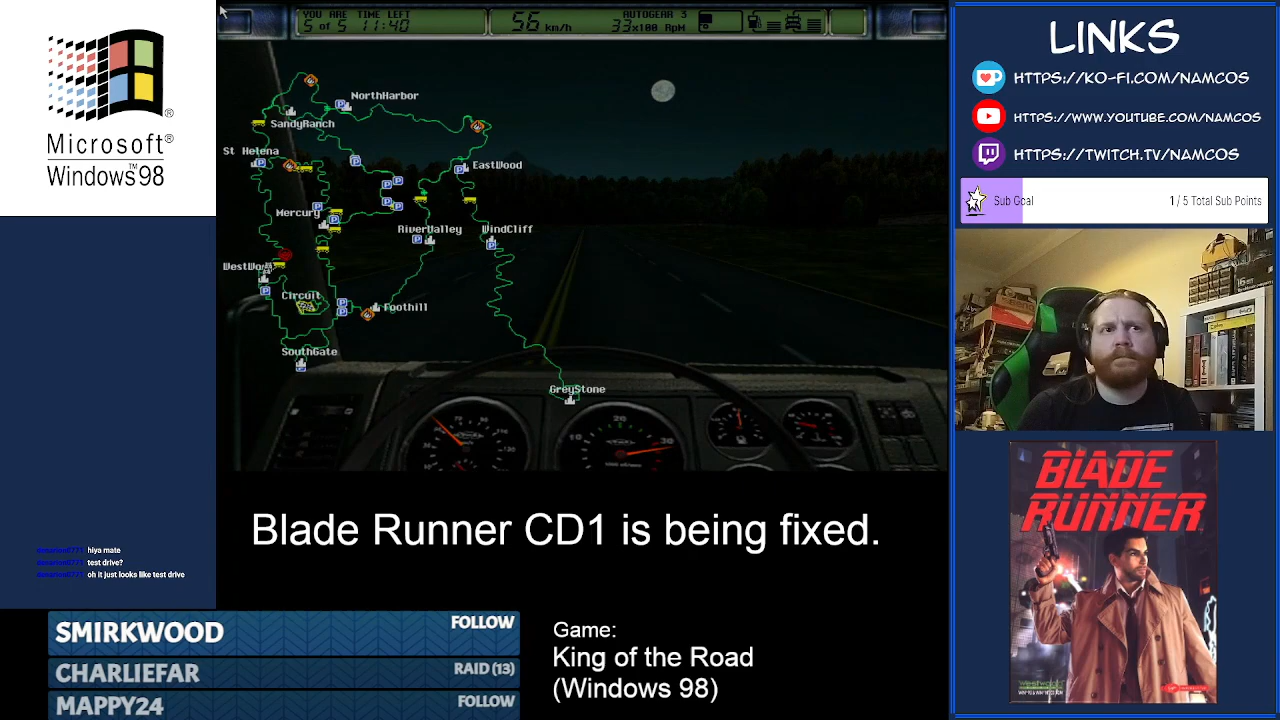 Microsoft®
Windows 98
YOU ARE TIME LEFT
5 of 5 11:40
56 km/h
AUTOGEAR 3
33x100 RpM
NorthHarbor
SandyRanch
St Helena
EastWood
Mercury
RiverValley
WindCliff
WestWood
Circuit
Foothill
SouthGate
GreyStone
Blade Runner CD1 is being fixed.
hiya mate
test drive?
oh it just looks like test drive
SMIRKWOOD FOLLOW
CHARLIEFAR RAID (13)
MAPPY24 FOLLOW
Game:
King of the Road
(Windows 98)
LINKS
HTTPS://KO-FI.COM/NAMCOS
HTTPS://WWW.YOUTUBE.COM/NAMCOS
HTTPS://TWITCH.TV/NAMCOS
Sub Goal 1 / 5 Total Sub Points
BLADE
RUNNER
Westwood